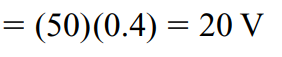 = (50)(0.4) = 20 V